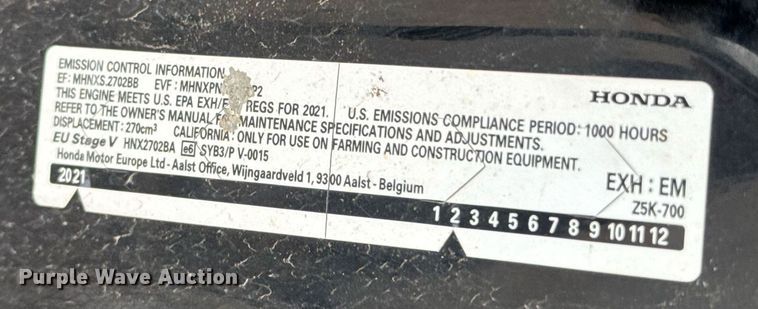 EMISSION CONTROL INFORMATION
HONDA
EF: MHNXS.2702BB EVF: MHNXPN P2
THIS ENGINE MEETS U.S. EPA EXH/E REGS FOR 2021. U.S. EMISSIONS COMPLIANCE PERIOD: 1000 HOURS
REFER TO THE OWNER'S MANUAL FOR MAINTENANCE SPECIFICATIONS AND ADJUSTMENTS.
DISPLACEMENT: 270cm³ CALIFORNIA: ONLY FOR USE ON FARMING AND CONSTRUCTION EQUIPMENT.
EU Stage V HNX2702BA e6 SYB3/P V-0015
Honda Motor Europe Ltd - Aalst Office, Wijngaardveld 1, 9300 Aalst - Belgium
EXH : EM
Z5K-700
2021
1 2 3 4 5 6 7 8 9 10 11 12
Purple Wave Auction